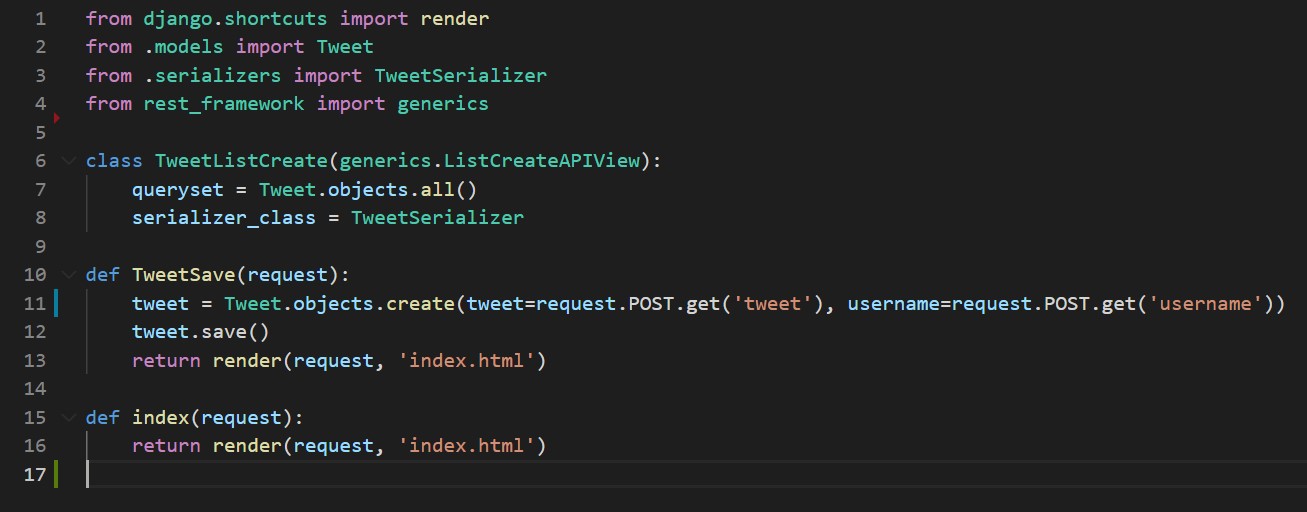 1 from django.shortcuts import render
2 from .models import Tweet
3 from .serializers import TweetSerializer
4 from rest_framework import generics
5
6 class TweetListCreate(generics.ListCreateAPIView):
7     queryset = Tweet.objects.all()
8     serializer_class = TweetSerializer
9
10 def TweetSave(request):
11     tweet = Tweet.objects.create(tweet=request.POST.get('tweet'), username=request.POST.get('username'))
12     tweet.save()
13     return render(request, 'index.html')
14
15 def index(request):
16     return render(request, 'index.html')
17